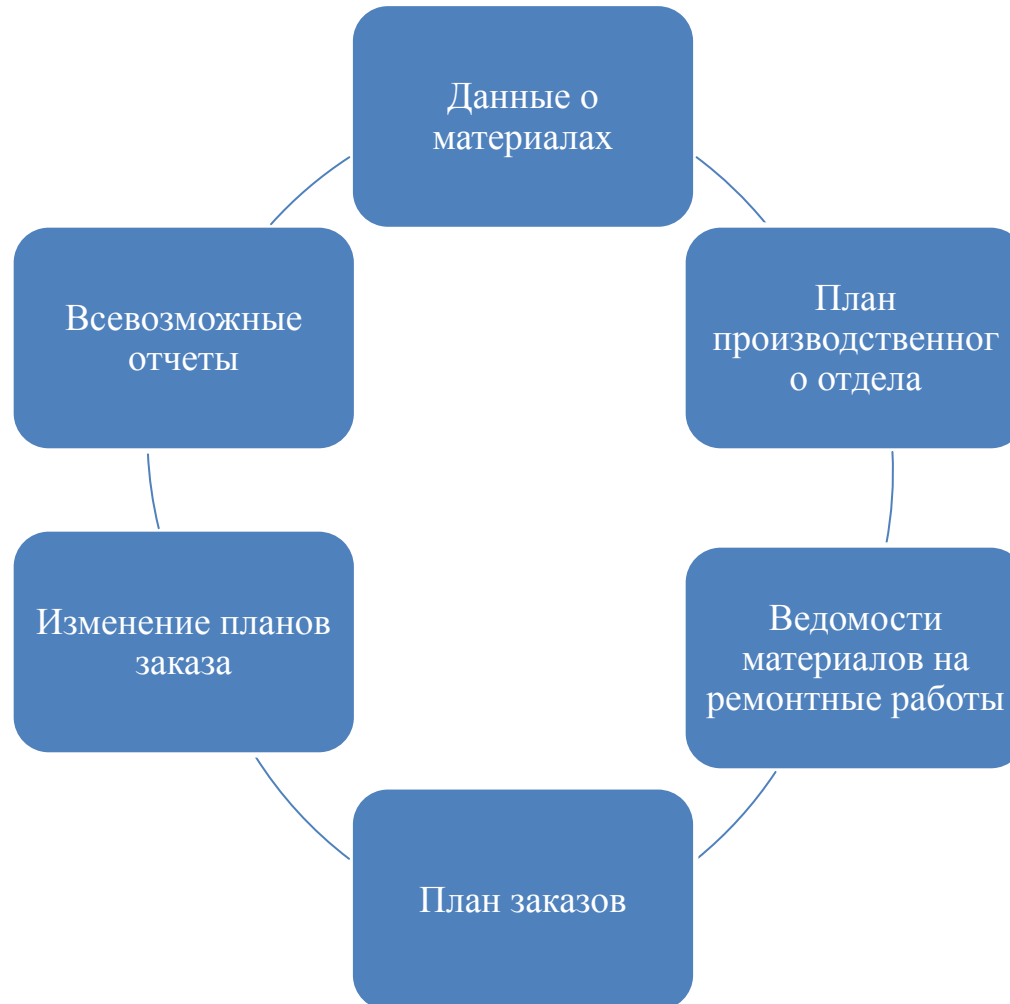 Данные о
материалах
План
производственног
о отдела
Ведомости
материалов на
ремонтные работы
План заказов
Изменение планов
заказа
Всевозможные
отчеты